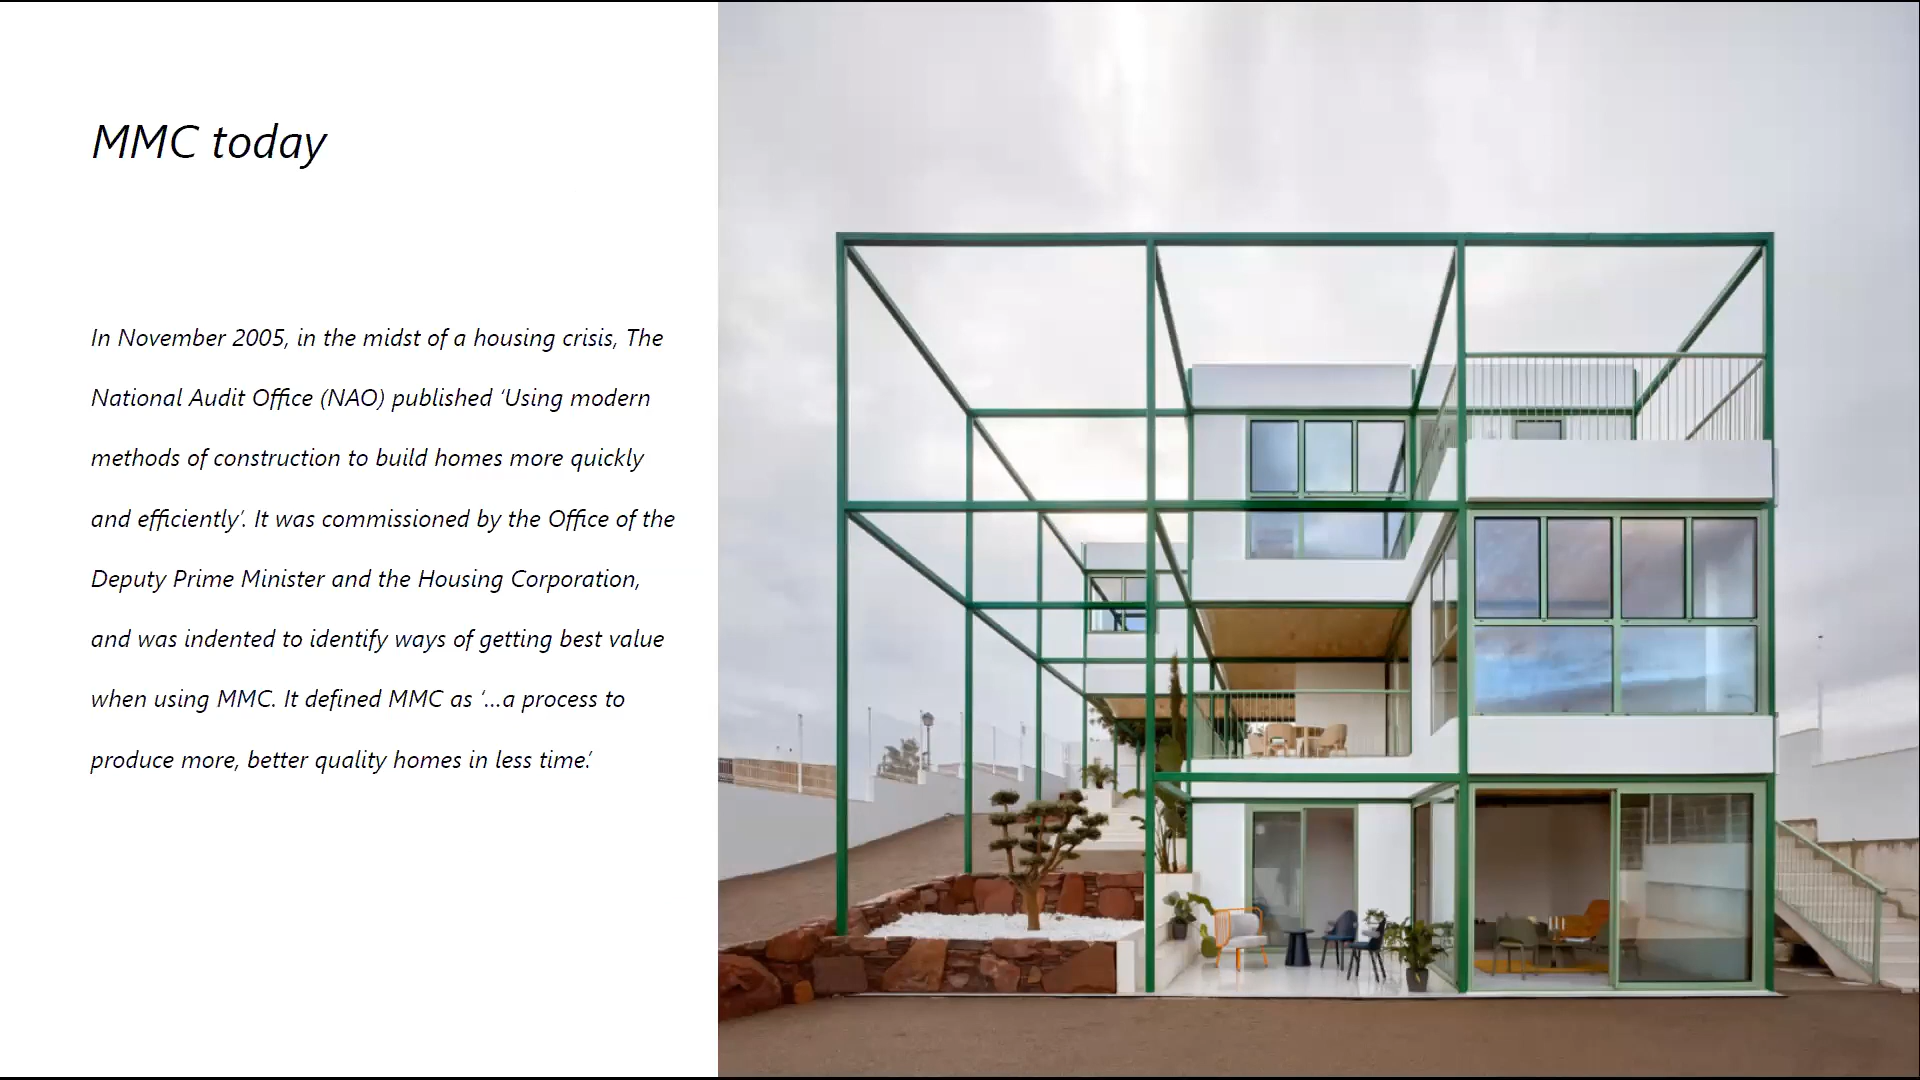 MMC today
In November 2005, in the midst of a housing crisis, The
National Audit Office (NAO) published ‘Using modern
methods of construction to build homes more quickly
and efficiently’. It was commissioned by the Office of the
Deputy Prime Minister and the Housing Corporation,
and was indented to identify ways of getting best value
when using MMC. It defined MMC as ‘…a process to
produce more, better quality homes in less time.’